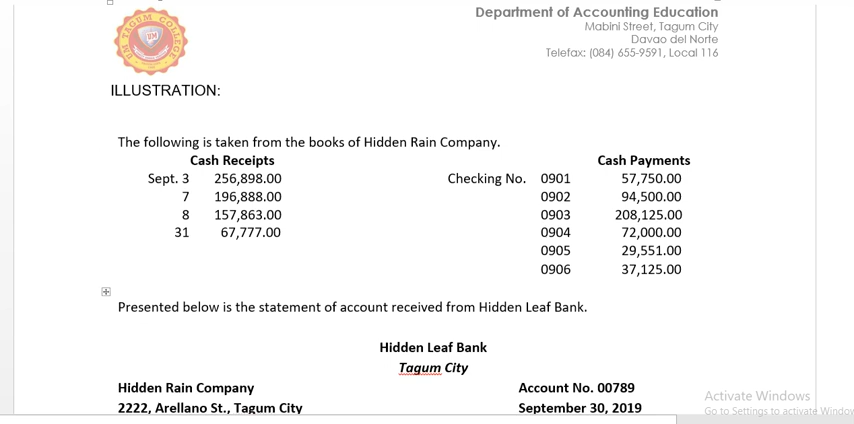 Department of Accounting Education
Mabini Street, Tagum City
Davao del Norte
Telefax: (084) 655-9591, Local 116
UM TAGUM COLLEGE
UM
ILLUSTRATION:
The following is taken from the books of Hidden Rain Company.
Cash Receipts Cash Payments
Sept. 3 256,898.00 Checking No. 0901 57,750.00
7 196,888.00 0902 94,500.00
8 157,863.00 0903 208,125.00
31 67,777.00 0904 72,000.00
0905 29,551.00
0906 37,125.00
Presented below is the statement of account received from Hidden Leaf Bank.
Hidden Leaf Bank
Tagum City
Hidden Rain Company Account No. 00789
2222, Arellano St., Tagum City September 30, 2019
Activate Windows
Go to Settings to activate Window